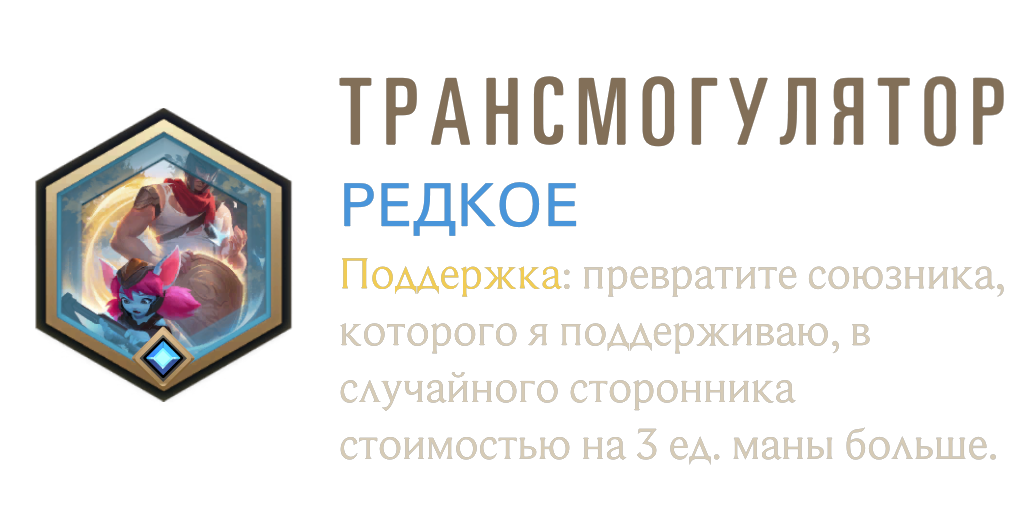 ТРАНСМОГУЛЯТОР
РЕДКОЕ
Поддержка: превратите союзника,
которого я поддерживаю, в
случайного сторонника
стоимостью на 3 ед. маны больше.